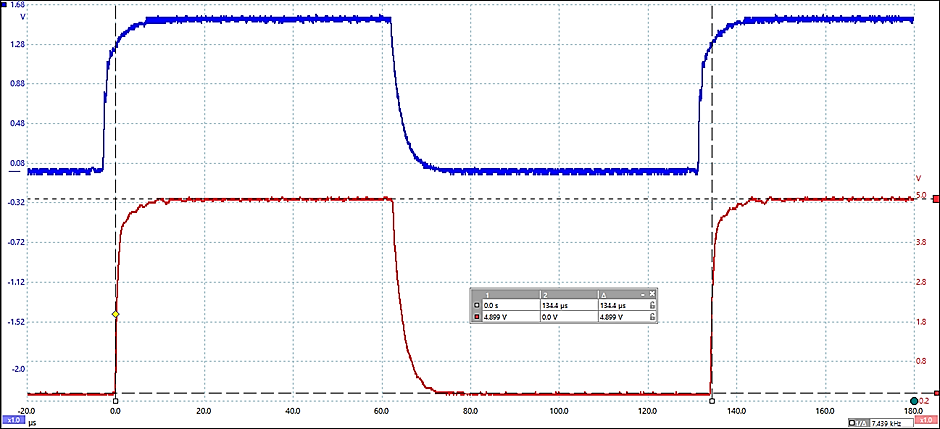 1.68
V
1.28
0.88
0.48
0.08
-0.32
-0.72
-1.12
-1.52
-2.0
V
5.0
3.8
2.8
1.8
0.8
0.2
1 2 Δ
0.0 s 134.4 µs 134.4 µs
4.899 V 0.0 V 4.899 V
-20.0 0.0 20.0 40.0 60.0 80.0 100.0 120.0 140.0 160.0 180.0
x1.0 µs 1/Δ 7.439 kHz x1.0